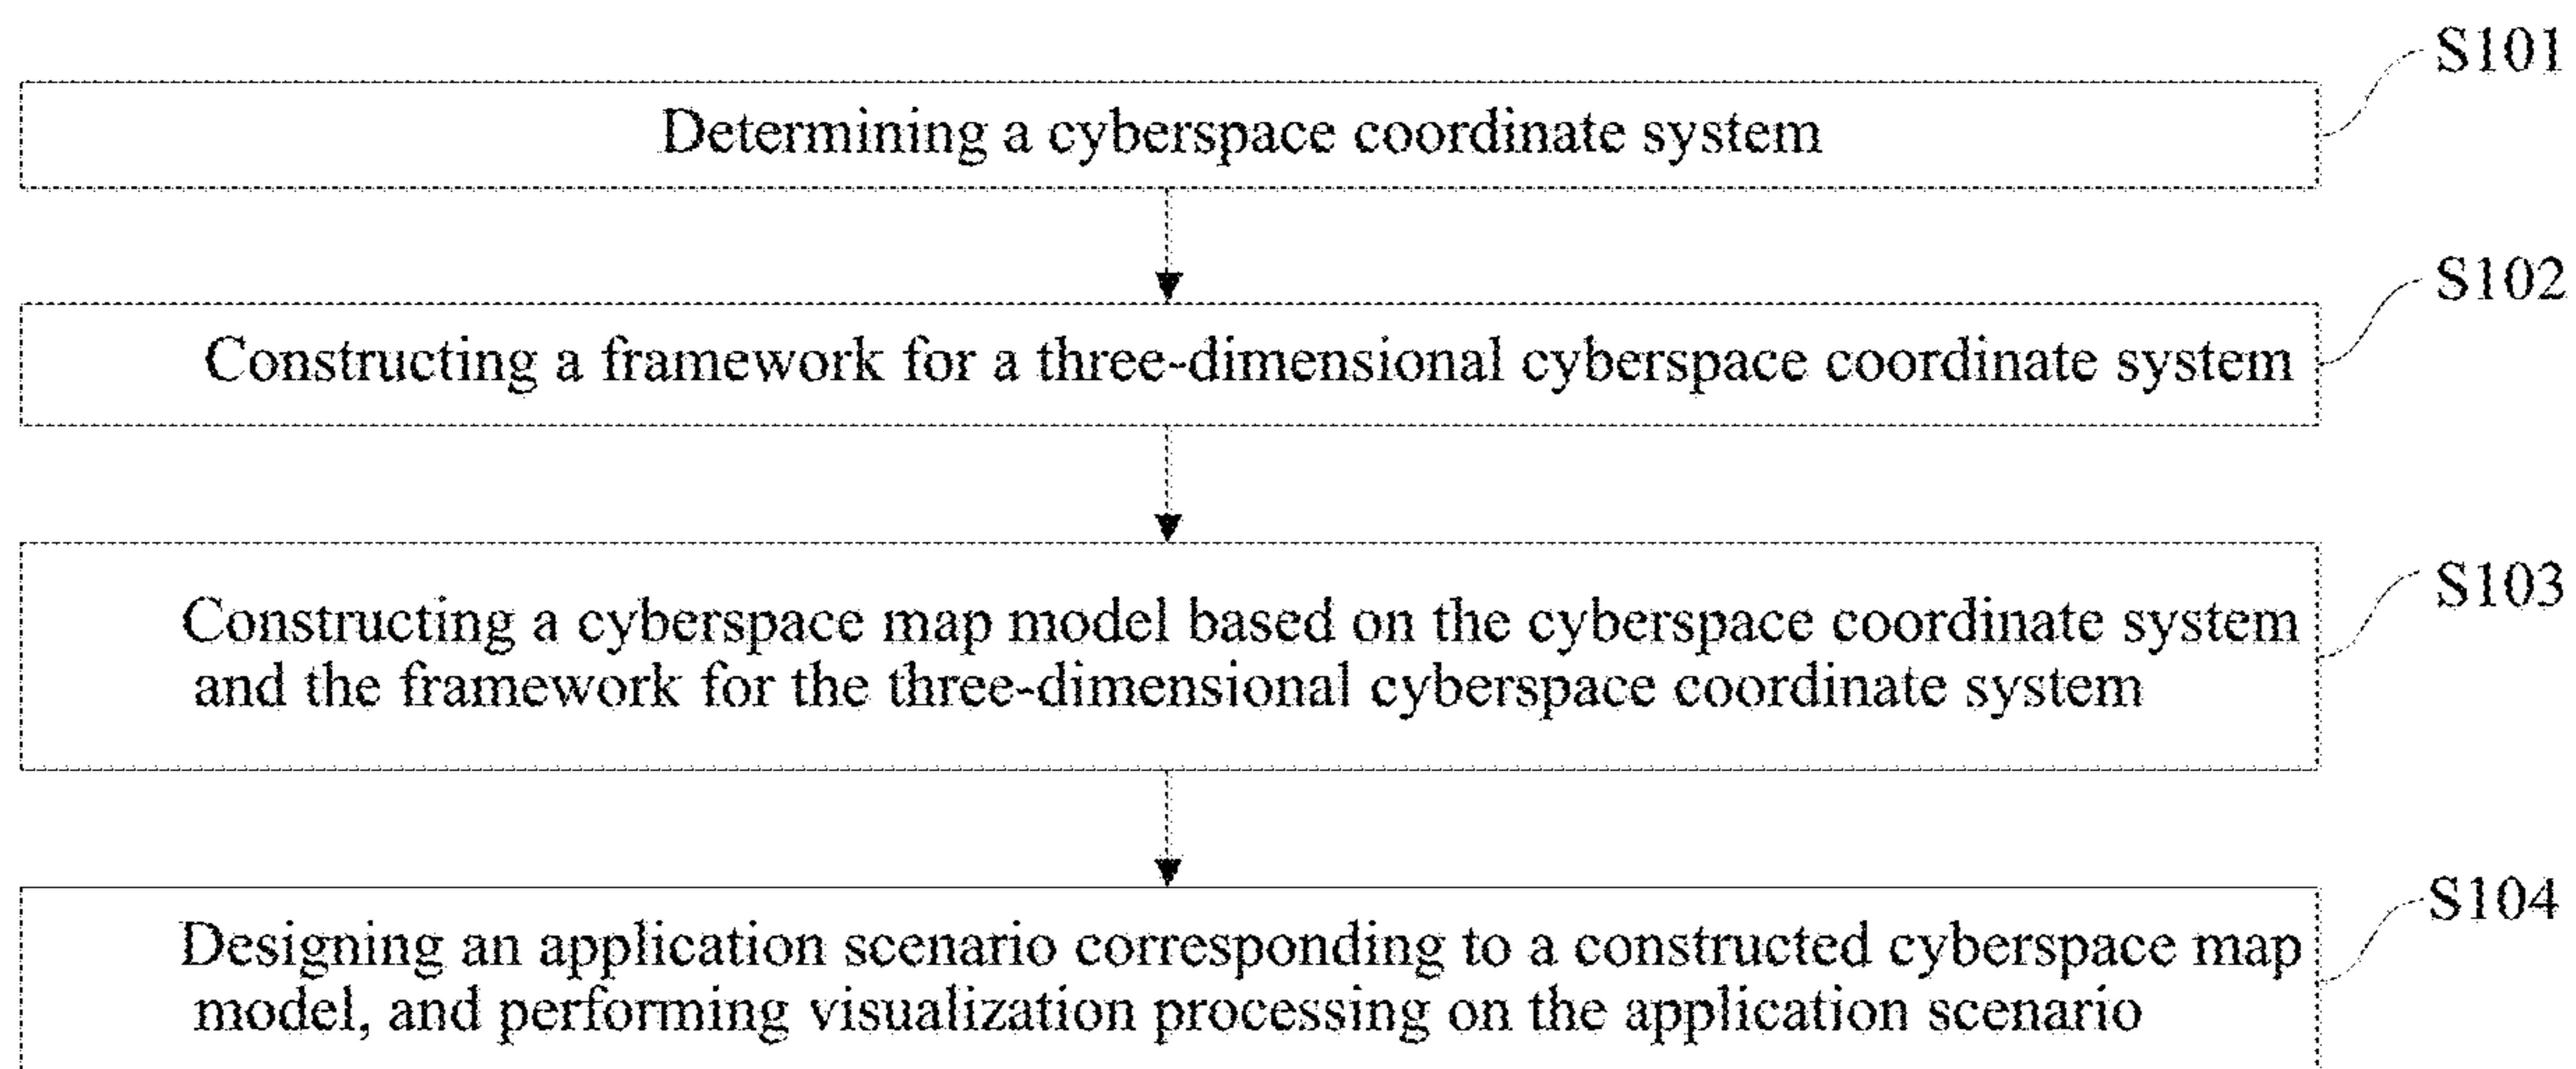 S101
Determining a cyberspace coordinate system
S102
Constructing a framework for a three-dimensional cyberspace coordinate system
S103
Constructing a cyberspace map model based on the cyberspace coordinate system
and the framework for the three-dimensional cyberspace coordinate system
S104
Designing an application scenario corresponding to a constructed cyberspace map
model, and performing visualization processing on the application scenario